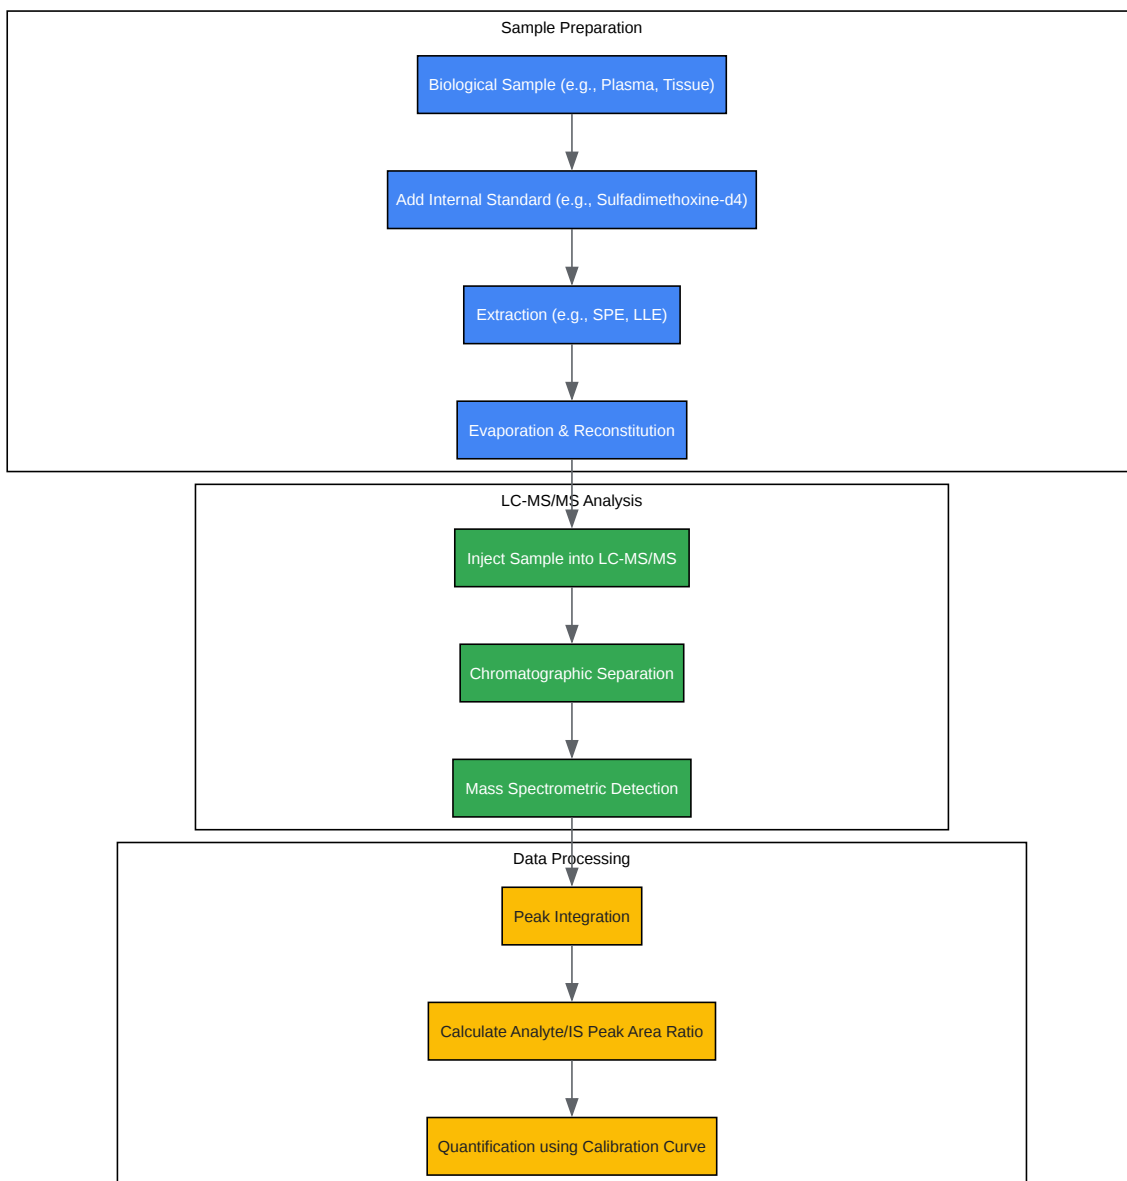 Sample Preparation
Biological Sample (e.g., Plasma, Tissue)
Add Internal Standard (e.g., Sulfadimethoxine-d4)
Extraction (e.g., SPE, LLE)
Evaporation & Reconstitution
LC-MS/MS Analysis
Inject Sample into LC-MS/MS
Chromatographic Separation
Mass Spectrometric Detection
Data Processing
Peak Integration
Calculate Analyte/IS Peak Area Ratio
Quantification using Calibration Curve